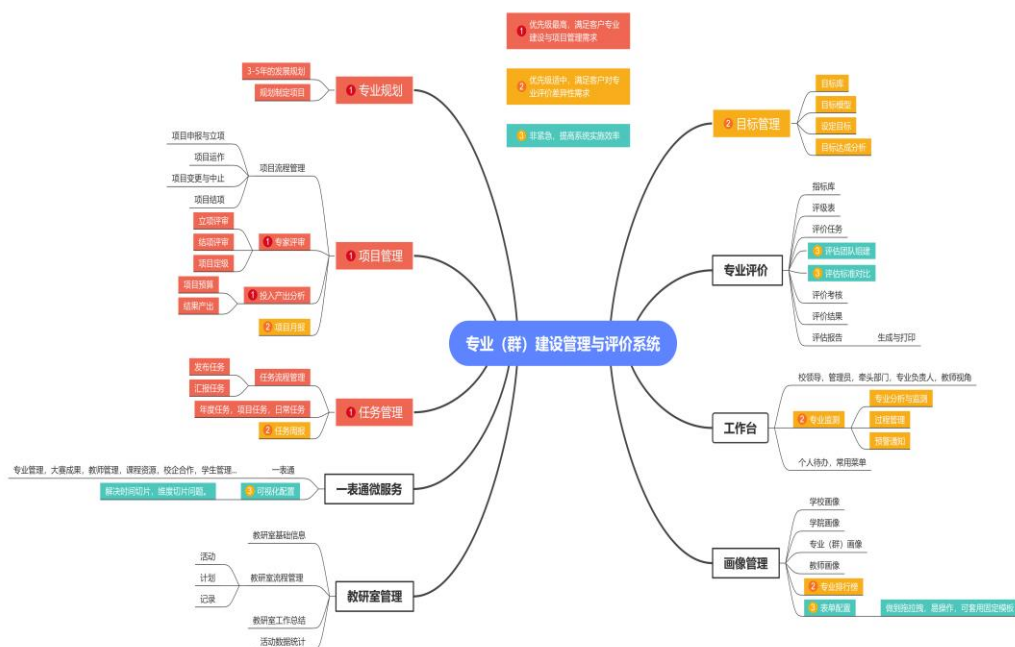 ① 优先级最高，满足客户专业
建设与项目管理需求
② 优先级适中，满足客户对专
业评价差异性需求
③ 非紧急，提高系统实施效率
专业（群）建设管理与评价系统
① 专业规划
3-5年的发展规划
规划制定项目
① 项目管理
项目流程管理
项目申报与立项
项目运作
项目变更与中止
项目结项
① 专家评审
立项评审
结项评审
项目定级
① 投入产出分析
项目预算
结果产出
② 项目月报
① 任务管理
任务流程管理
发布任务
汇报任务
年度任务，项目任务，日常任务
② 任务周报
一表通微服务
一表通
专业管理，大赛成果，教师管理，课程资源，校企合作，学生管理...
③ 可视化配置
解决时间切片，维度切片问题。
教研室管理
教研室基础信息
教研室流程管理
活动
计划
记录
教研室工作总结
活动数据统计
② 目标管理
目标库
目标模型
设定目标
目标达成分析
专业评价
指标库
评级表
评价任务
③ 评估团队组建
③ 评估标准对比
评价考核
评价结果
评估报告
生成与打印
工作台
校领导，管理员，牵头部门，专业负责人，教师视角
② 专业监测
专业分析与监测
过程管理
预警通知
个人待办，常用菜单
画像管理
学校画像
学院画像
专业（群）画像
教师画像
② 专业排行榜
③ 表单配置
做到拖拉拽，易操作，可套用固定模板